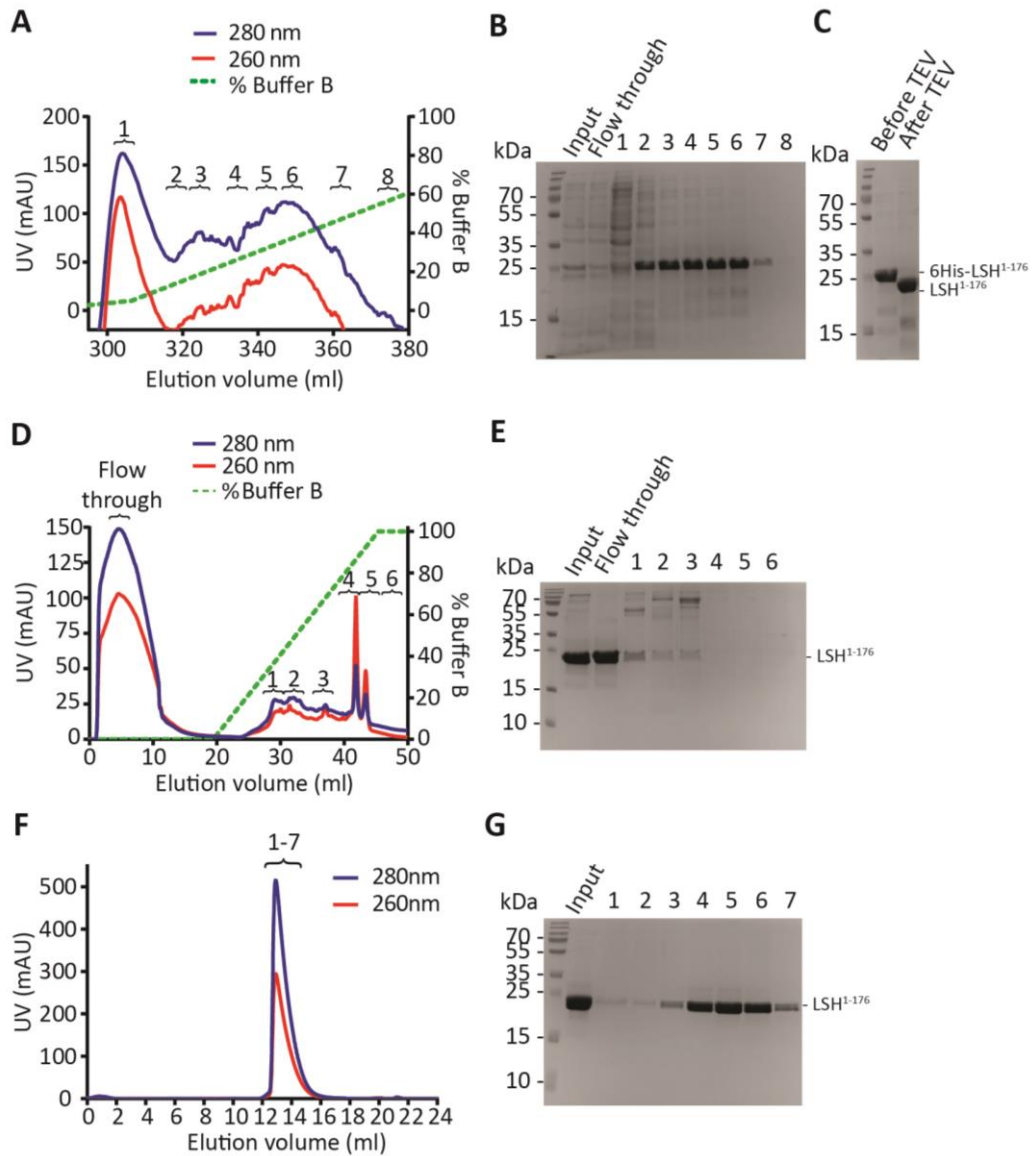 A
280 nm
260 nm
% Buffer B
200
150
100
50
0
UV (mAU)
1
2 3 4 5 6 7 8
100
80
60
40
20
0
% Buffer B
300 320 340 360 380
Elution volume (ml)
B
Input
Flow through
1 2 3 4 5 6 7 8
kDa
70
55
35
25
15
C
Before TEV
After TEV
kDa
70
55
35
25
15
6His-LSH1-176
LSH1-176
D
280 nm
260 nm
%Buffer B
Flow
through
150
125
100
75
50
25
0
UV (mAU)
1 2 3 4 5 6
100
80
60
40
20
0
% Buffer B
0 10 20 30 40 50
Elution volume (ml)
E
Input
Flow through
1 2 3 4 5 6
kDa
70
55
35
25
15
10
LSH1-176
F
1-7
280nm
260nm
500
400
300
200
100
0
UV (mAU)
0 2 4 6 8 10 12 14 16 18 20 22 24
Elution volume (ml)
G
Input
1 2 3 4 5 6 7
kDa
70
55
35
25
15
10
LSH1-176